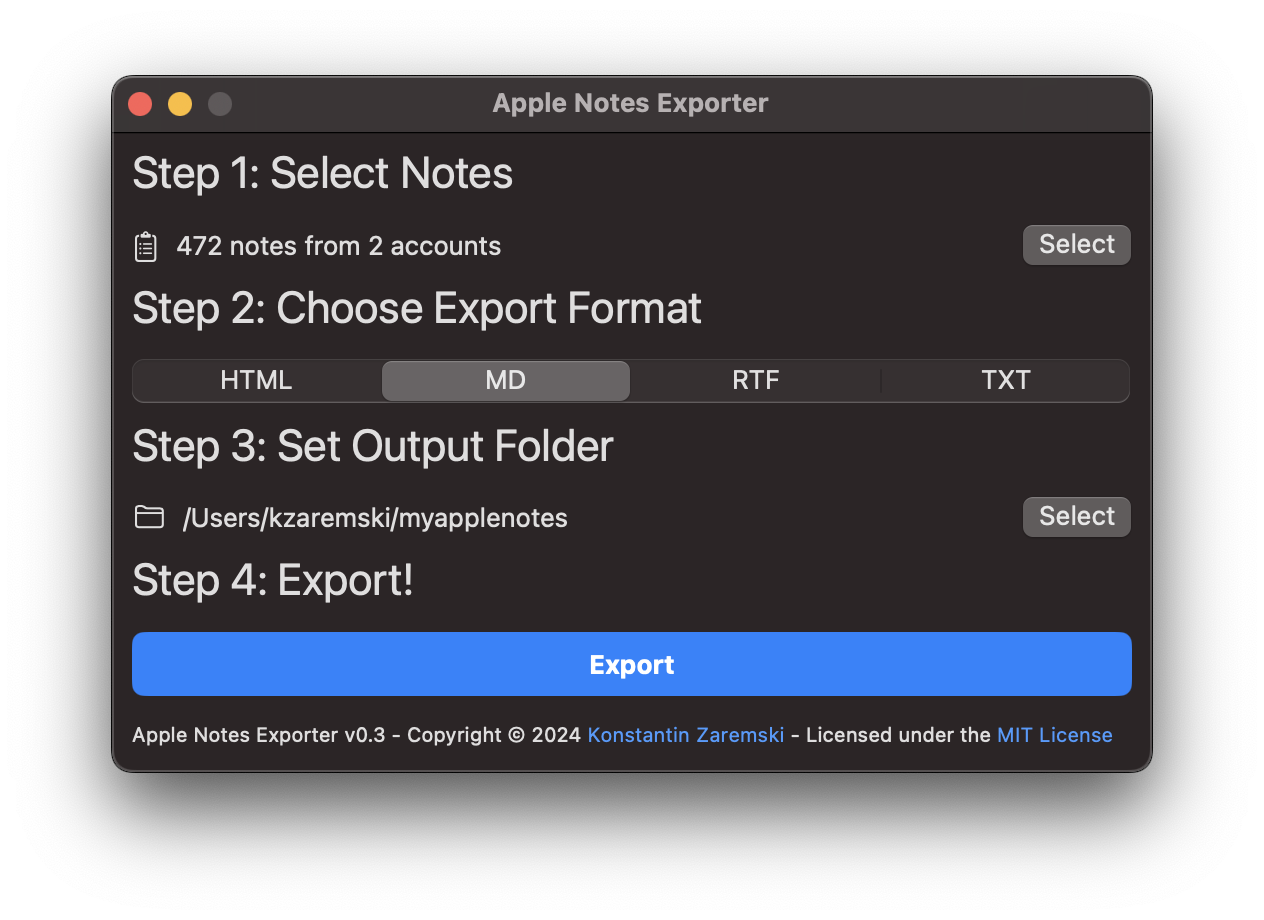 Apple Notes Exporter
Step 1: Select Notes
472 notes from 2 accounts Select
Step 2: Choose Export Format
HTML MD RTF TXT
Step 3: Set Output Folder
/Users/kzaremski/myapplenotes Select
Step 4: Export!
Export
Apple Notes Exporter v0.3 - Copyright © 2024 Konstantin Zaremski - Licensed under the MIT License